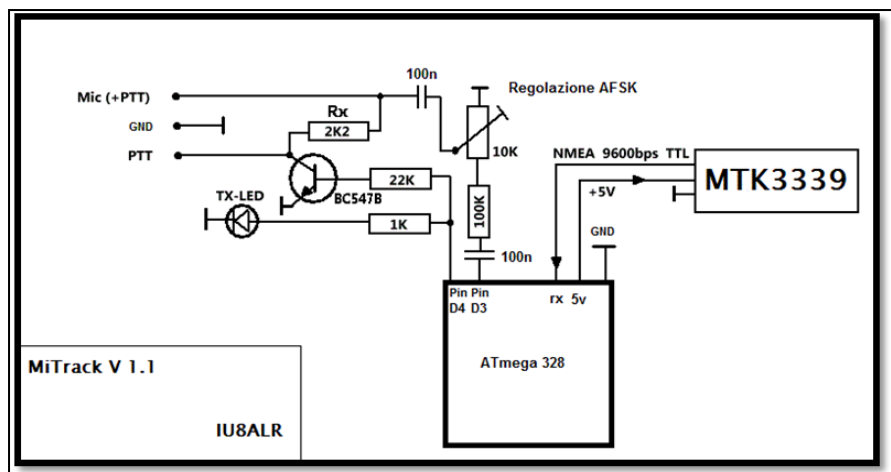 100n
Regolazione AFSK
Mic (+PTT)
Rx
GND
2K2
10K
NMEA 9600bps TTL
PTT
MTK3339
22K
+5V
TX-LED
BC547B
100K
1K
GND
100n
Pin Pin
D4 D3
rx 5v
ATmega 328
MiTrack V 1.1
IU8ALR